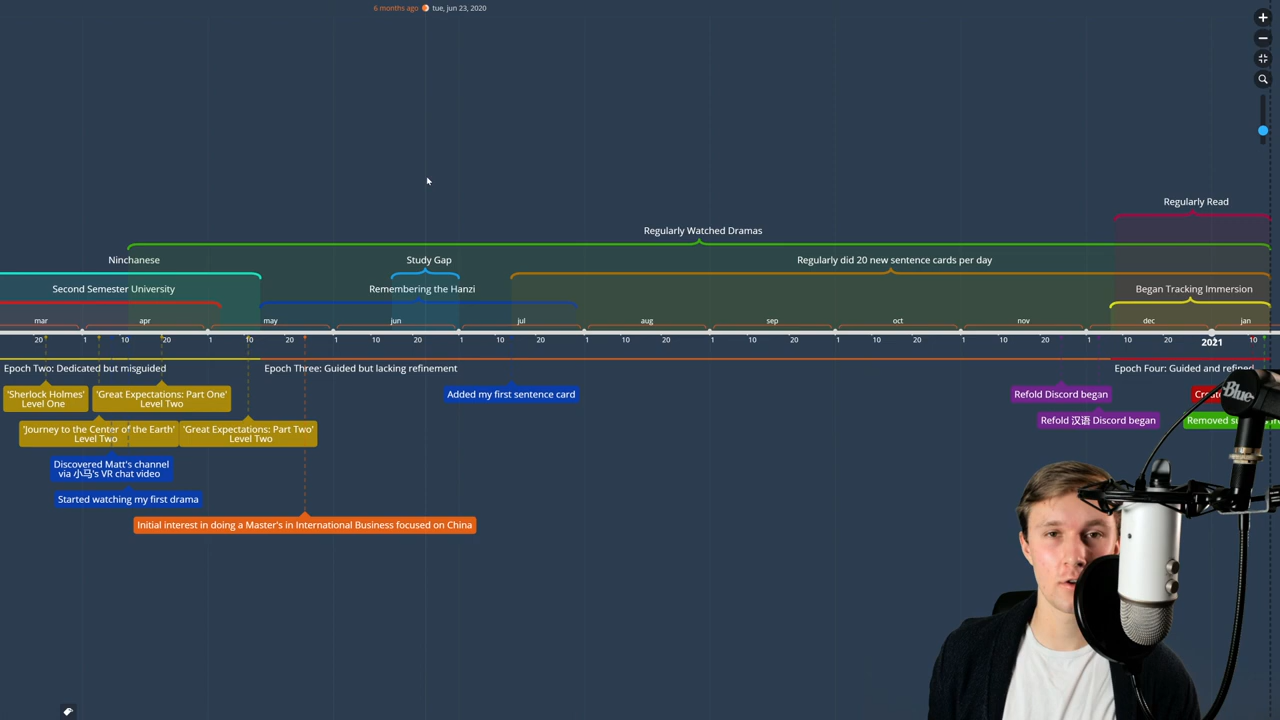 6 months ago tue, jun 23, 2020
Regularly Read
Regularly Watched Dramas
Ninchanese
Study Gap
Regularly did 20 new sentence cards per day
Second Semester University
Remembering the Hanzi
Began Tracking Immersion
mar apr may jun jul aug sep oct nov dec jan
20 1 10 20 1 10 20 1 10 20 1 10 20 1 10 20 1 10 20 1 10 20 1 10 20 1 10 20 2021 10
Epoch Two: Dedicated but misguided
Epoch Three: Guided but lacking refinement
Epoch Four: Guided and refined
'Sherlock Holmes'
Level One
'Great Expectations: Part One'
Level Two
Added my first sentence card
Refold Discord began
'Journey to the Center of the Earth'
Level Two
'Great Expectations: Part Two'
Level Two
Refold 汉语 Discord began
Removed
Discovered Matt's channel
via 小马's VR chat video
Started watching my first drama
Initial interest in doing a Master's in International Business focused on China
Blue